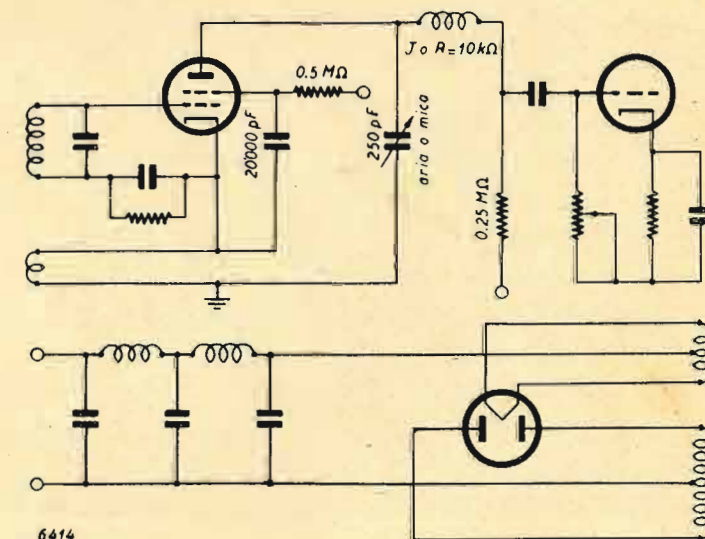 J o R = 10 kΩ
0.5 MΩ
20000 pF
250 pF
aria o mica
0.25 MΩ
6414